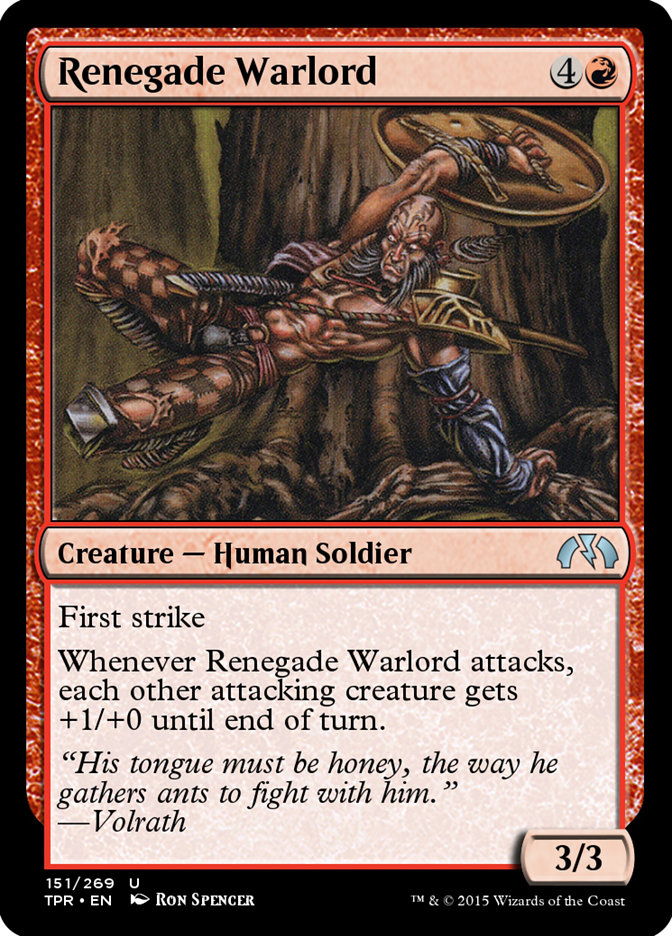 Renegade Warlord 4
Creature — Human Soldier
First strike
Whenever Renegade Warlord attacks,
each other attacking creature gets
+1/+0 until end of turn.
“His tongue must be honey, the way he
gathers ants to fight with him.”
—Volrath
3/3
151/269 U
TPR • EN Ron Spencer
™ & © 2015 Wizards of the Coast